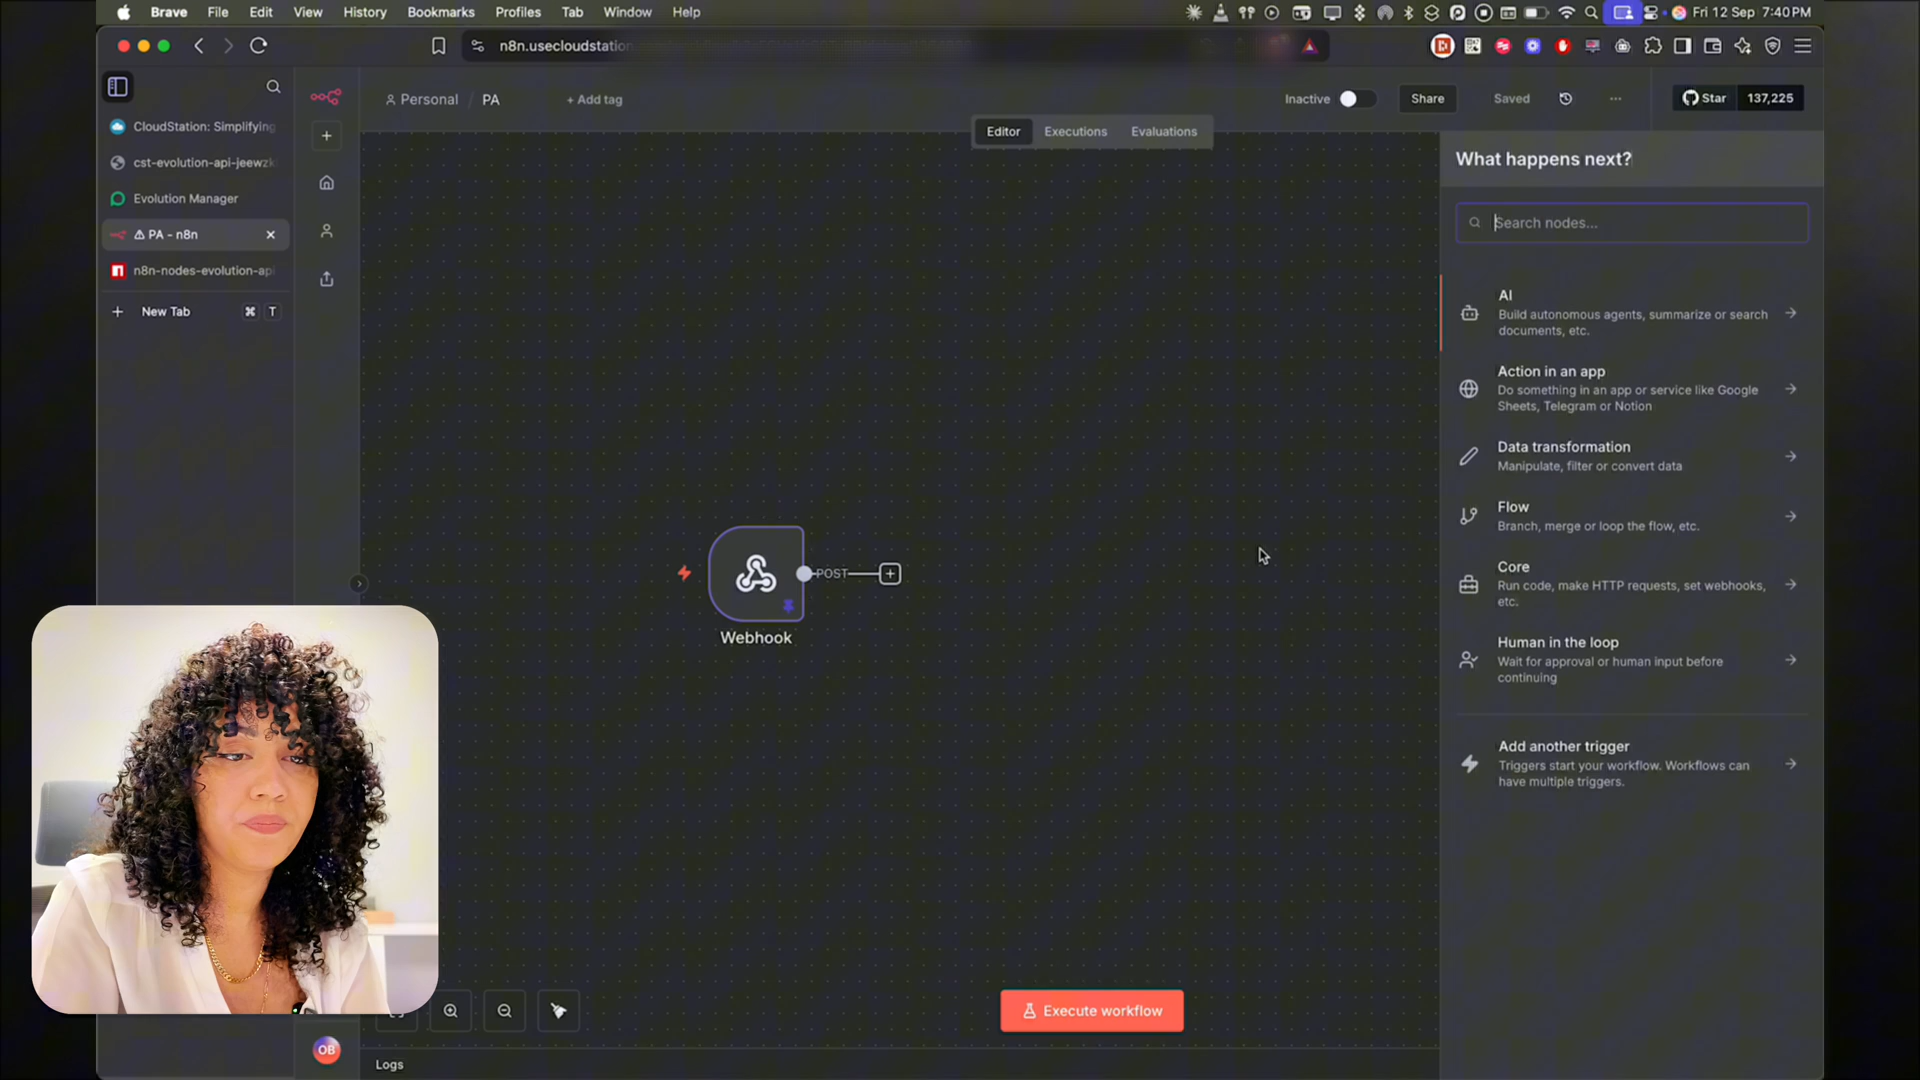 Brave File Edit View History Bookmarks Profiles Tab Window Help
Fri 12 Sep 7:40PM
n8n.usecloudstation
CloudStation: Simplifying
cst-evolution-api-jeewz
Evolution Manager
PA - n8n
n8n-nodes-evolution-api
New Tab ⌘ T
Personal / PA + Add tag
Inactive Share Saved ... Star 137,225
Editor Executions Evaluations
What happens next?
Search nodes...
AI
Build autonomous agents, summarize or search
documents, etc.
Action in an app
Do something in an app or service like Google
Sheets, Telegram or Notion
Data transformation
Manipulate, filter or convert data
Flow
Branch, merge or loop the flow, etc.
Core
Run code, make HTTP requests, set webhooks,
etc.
Human in the loop
Wait for approval or human input before
continuing
Add another trigger
Triggers start your workflow. Workflows can
have multiple triggers.
POST
Webhook
Execute workflow
OB
Logs